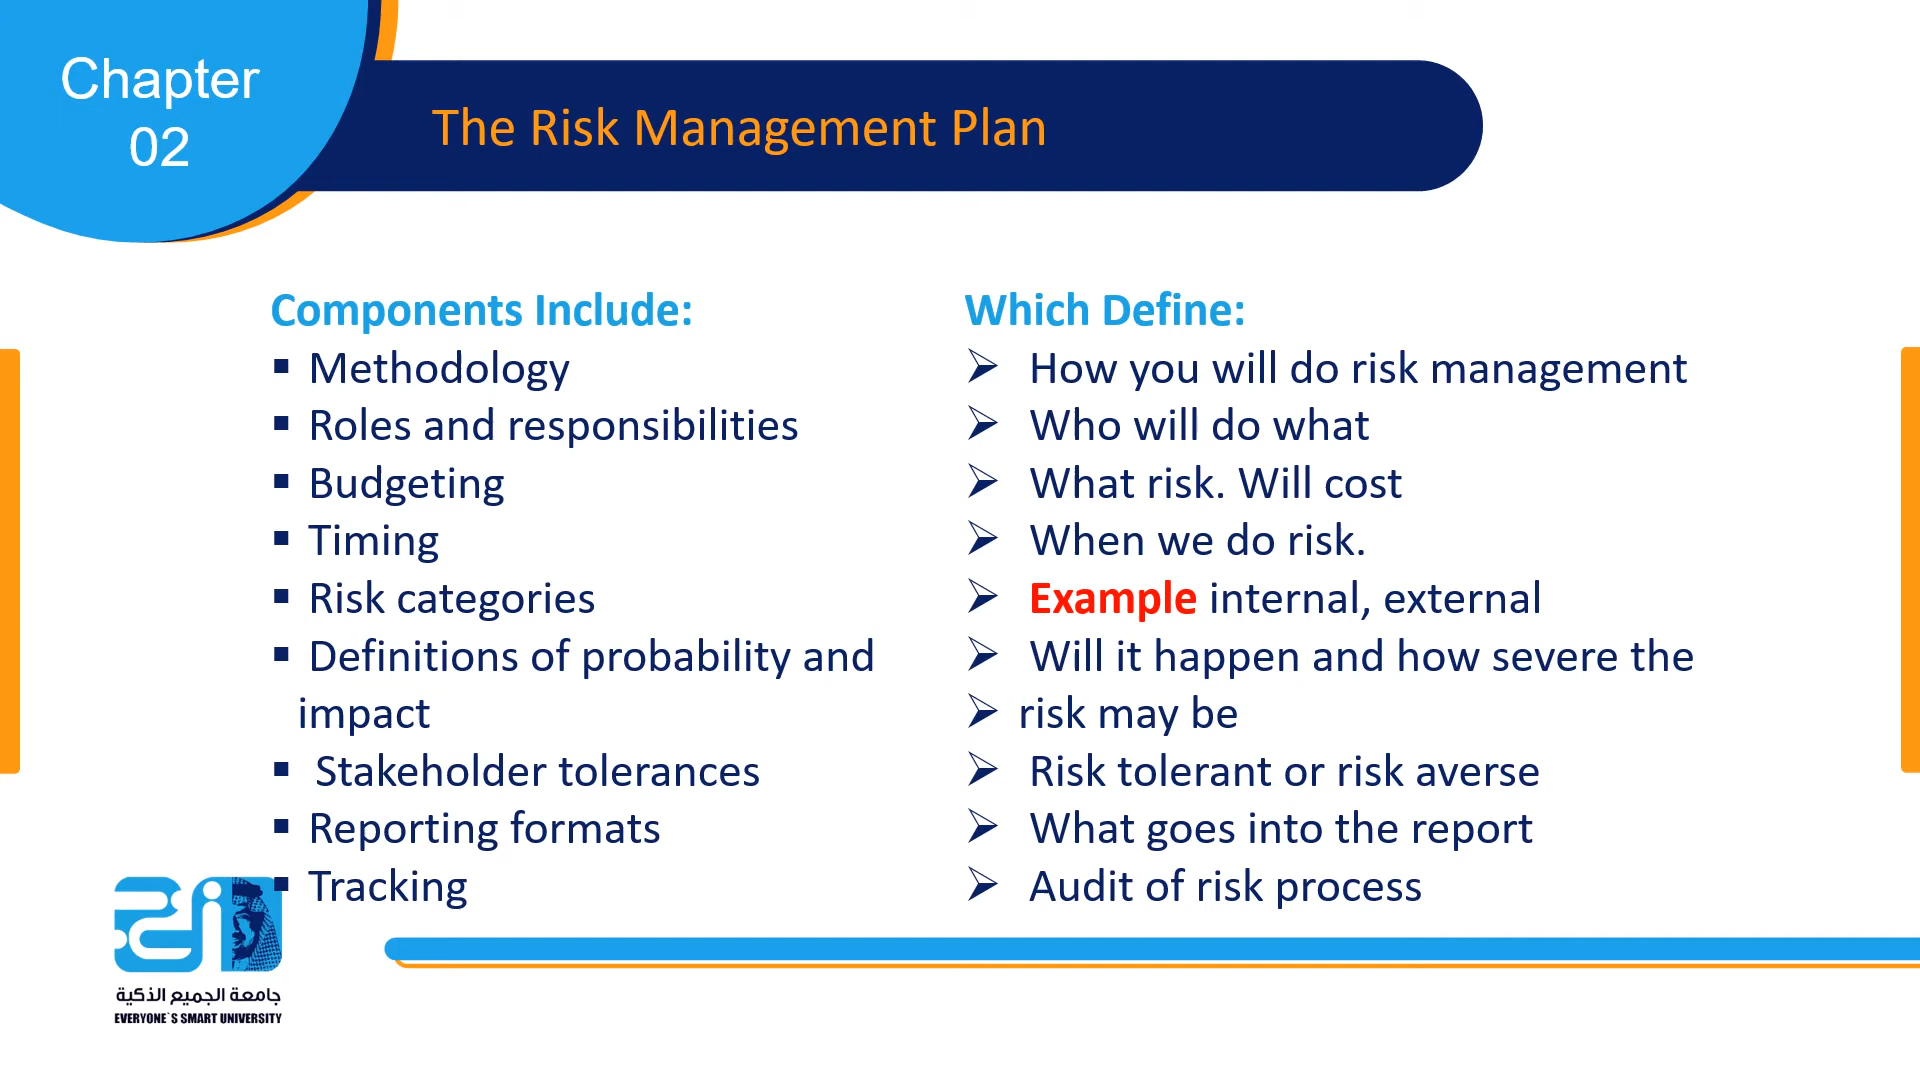 Chapter
02
The Risk Management Plan
Components Include:
▪ Methodology
▪ Roles and responsibilities
▪ Budgeting
▪ Timing
▪ Risk categories
▪ Definitions of probability and
impact
▪ Stakeholder tolerances
▪ Reporting formats
▪ Tracking
Which Define:
➢ How you will do risk management
➢ Who will do what
➢ What risk. Will cost
➢ When we do risk.
➢ Example internal, external
➢ Will it happen and how severe the
➢ risk may be
➢ Risk tolerant or risk averse
➢ What goes into the report
➢ Audit of risk process
جامعة الجميع الذكية
EVERYONE`S SMART UNIVERSITY